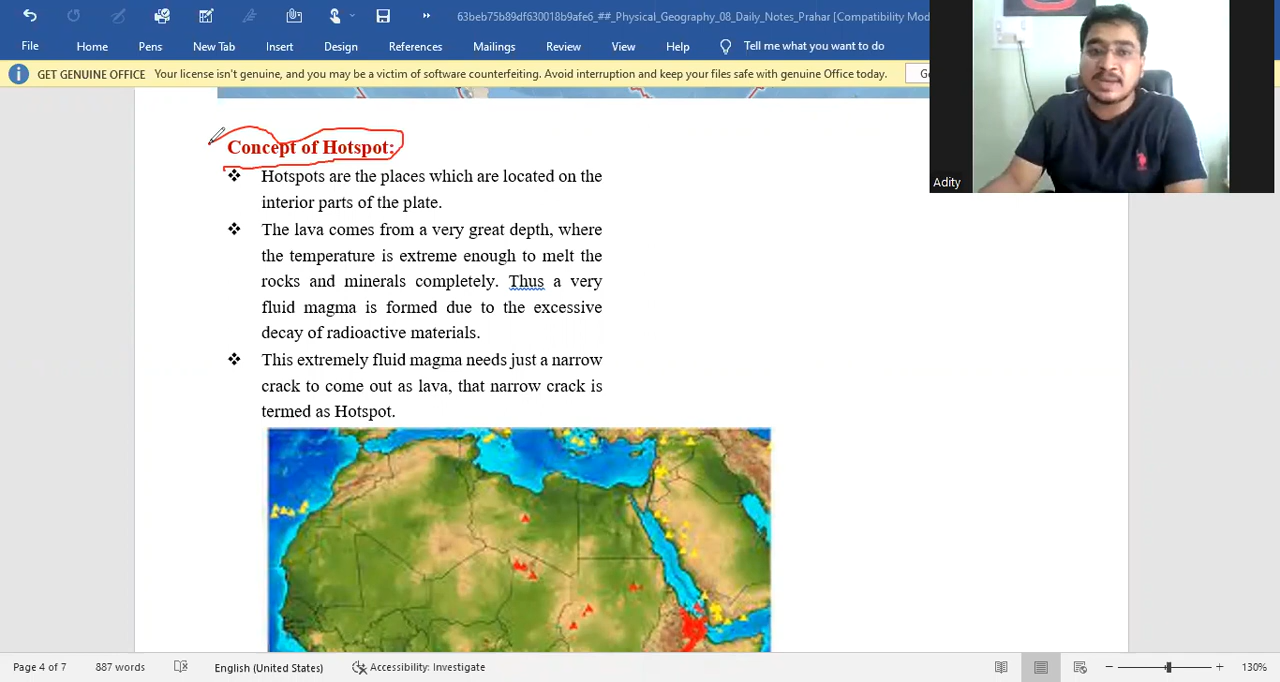 63beb75b89df630018b9afe6_##_Physical_Geography_08_Daily_Notes_Prahar [Compatibility Mod
File Home Pens New Tab Insert Draw Design References Mailings Review View Help Tell me what you want to do
GET GENUINE OFFICE Your license isn't genuine, and you may be a victim of software counterfeiting. Avoid interruption and keep your files safe with genuine Office today.
Adity
Concept of Hotspot:
❖ Hotspots are the places which are located on the
interior parts of the plate.
❖ The lava comes from a very great depth, where
the temperature is extreme enough to melt the
rocks and minerals completely. Thus a very
fluid magma is formed due to the excessive
decay of radioactive materials.
❖ This extremely fluid magma needs just a narrow
crack to come out as lava, that narrow crack is
termed as Hotspot.
Page 4 of 7 887 words English (United States) Accessibility: Investigate 130%